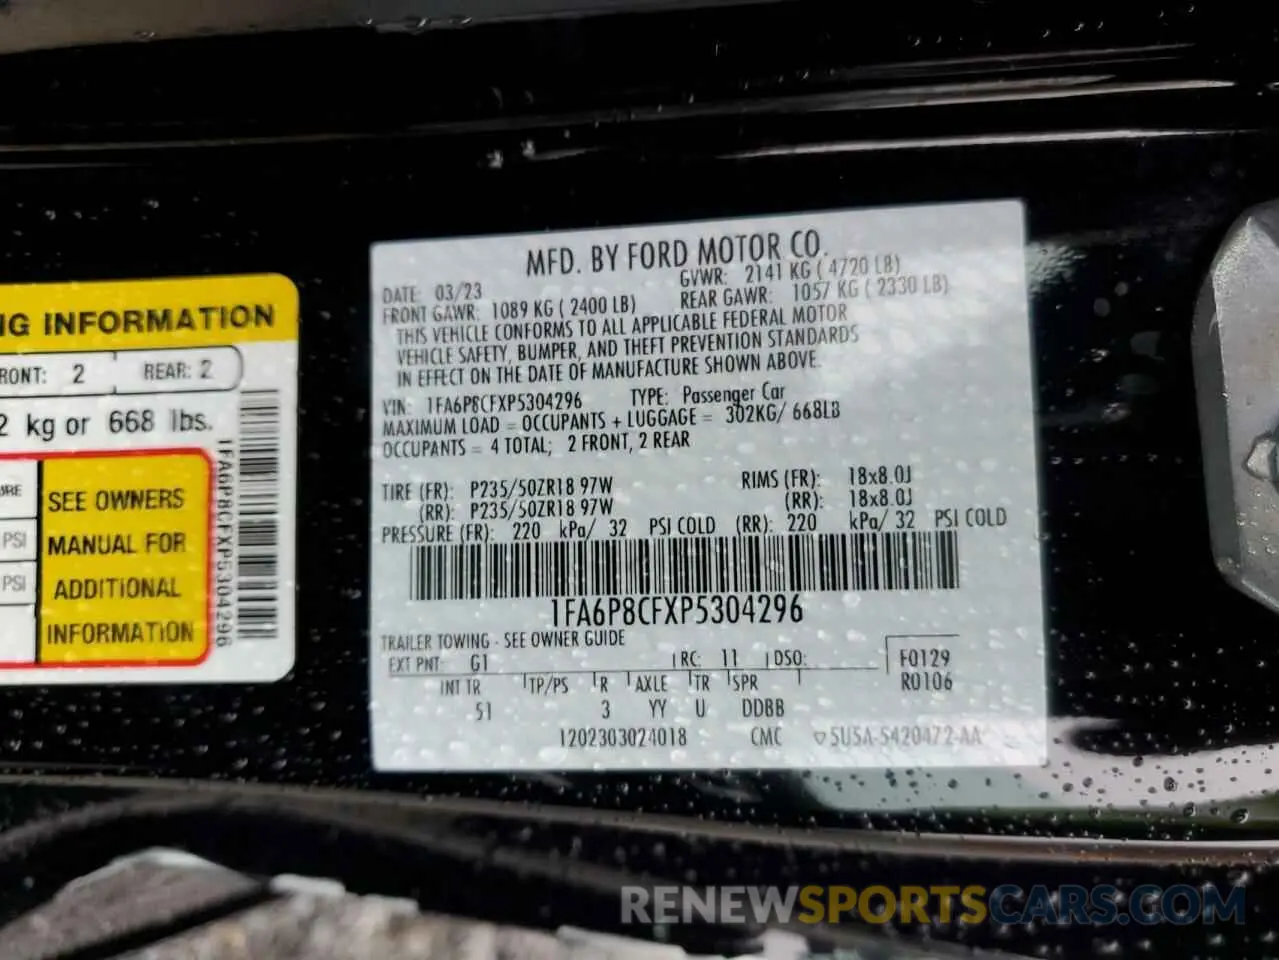 NG INFORMATION
RONT: 2 REAR: 2
2 kg or 668 lbs.
SEE OWNERS
PSI MANUAL FOR
PSI ADDITIONAL
INFORMATION
1FA6P8CFXP5304296
MFD. BY FORD MOTOR CO.
DATE: 03/23 GVWR: 2141 KG ( 4720 LB)
FRONT GAWR: 1089 KG ( 2400 LB) REAR GAWR: 1057 KG ( 2330 LB)
THIS VEHICLE CONFORMS TO ALL APPLICABLE FEDERAL MOTOR
VEHICLE SAFETY, BUMPER, AND THEFT PREVENTION STANDARDS
IN EFFECT ON THE DATE OF MANUFACTURE SHOWN ABOVE.
VIN: 1FA6P8CFXP5304296 TYPE: Passenger Car
MAXIMUM LOAD = OCCUPANTS + LUGGAGE = 302KG/ 668LB
OCCUPANTS = 4 TOTAL; 2 FRONT, 2 REAR
TIRE (FR): P235/50ZR18 97W RIMS (FR): 18x8.0J
(RR): P235/50ZR18 97W (RR): 18x8.0J
PRESSURE (FR): 220 kPa/ 32 PSI COLD (RR): 220 kPa/ 32 PSI COLD
1FA6P8CFXP5304296
TRAILER TOWING - SEE OWNER GUIDE
EXT PNT: G1 RC: 11 DSO: F0129
INT TR TP/PS R AXLE TR SPR R0106
51 3 YY U DDBB
1202303024018 CMC 5U5A-5420472-AA
RENEWSPORTSCARS.COM